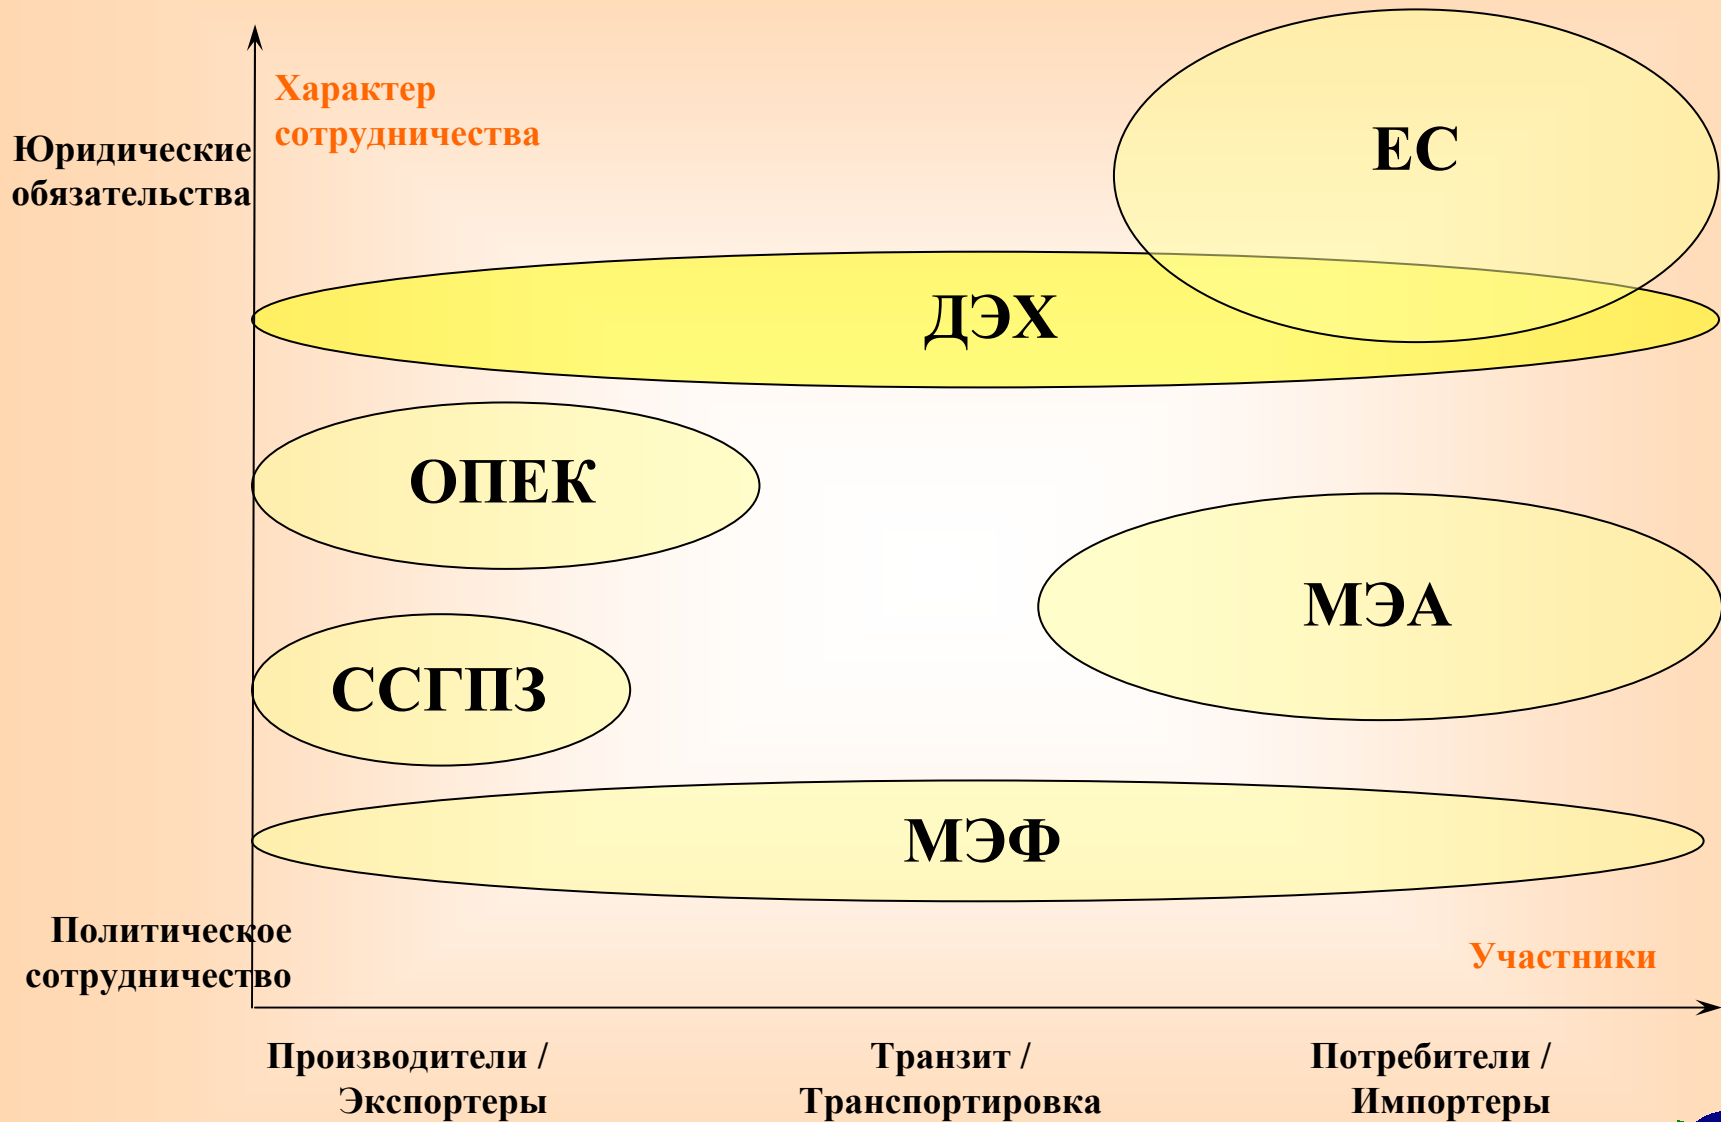 Характер
сотрудничества
Юридические
обязательства
ЕС
ДЭХ
ОПЕК
МЭА
ССГПЗ
МЭФ
Политическое
сотрудничество
Участники
Производители /
Экспортеры
Транзит /
Транспортировка
Потребители /
Импортеры